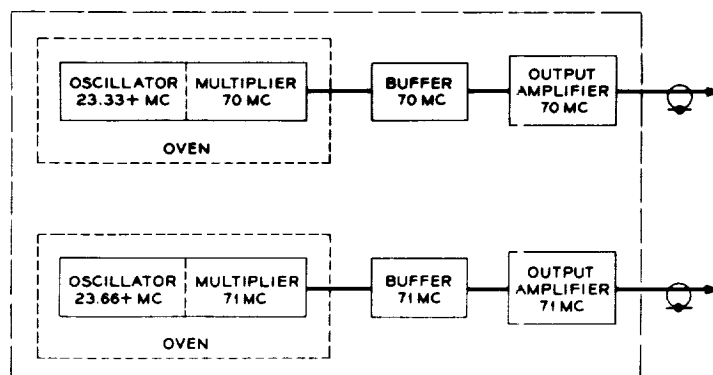 OSCILLATOR
23.33+ MC
MULTIPLIER
70 MC
OVEN
BUFFER
70 MC
OUTPUT
AMPLIFIER
70 MC
OSCILLATOR
23.66+ MC
MULTIPLIER
71 MC
OVEN
BUFFER
71 MC
OUTPUT
AMPLIFIER
71 MC